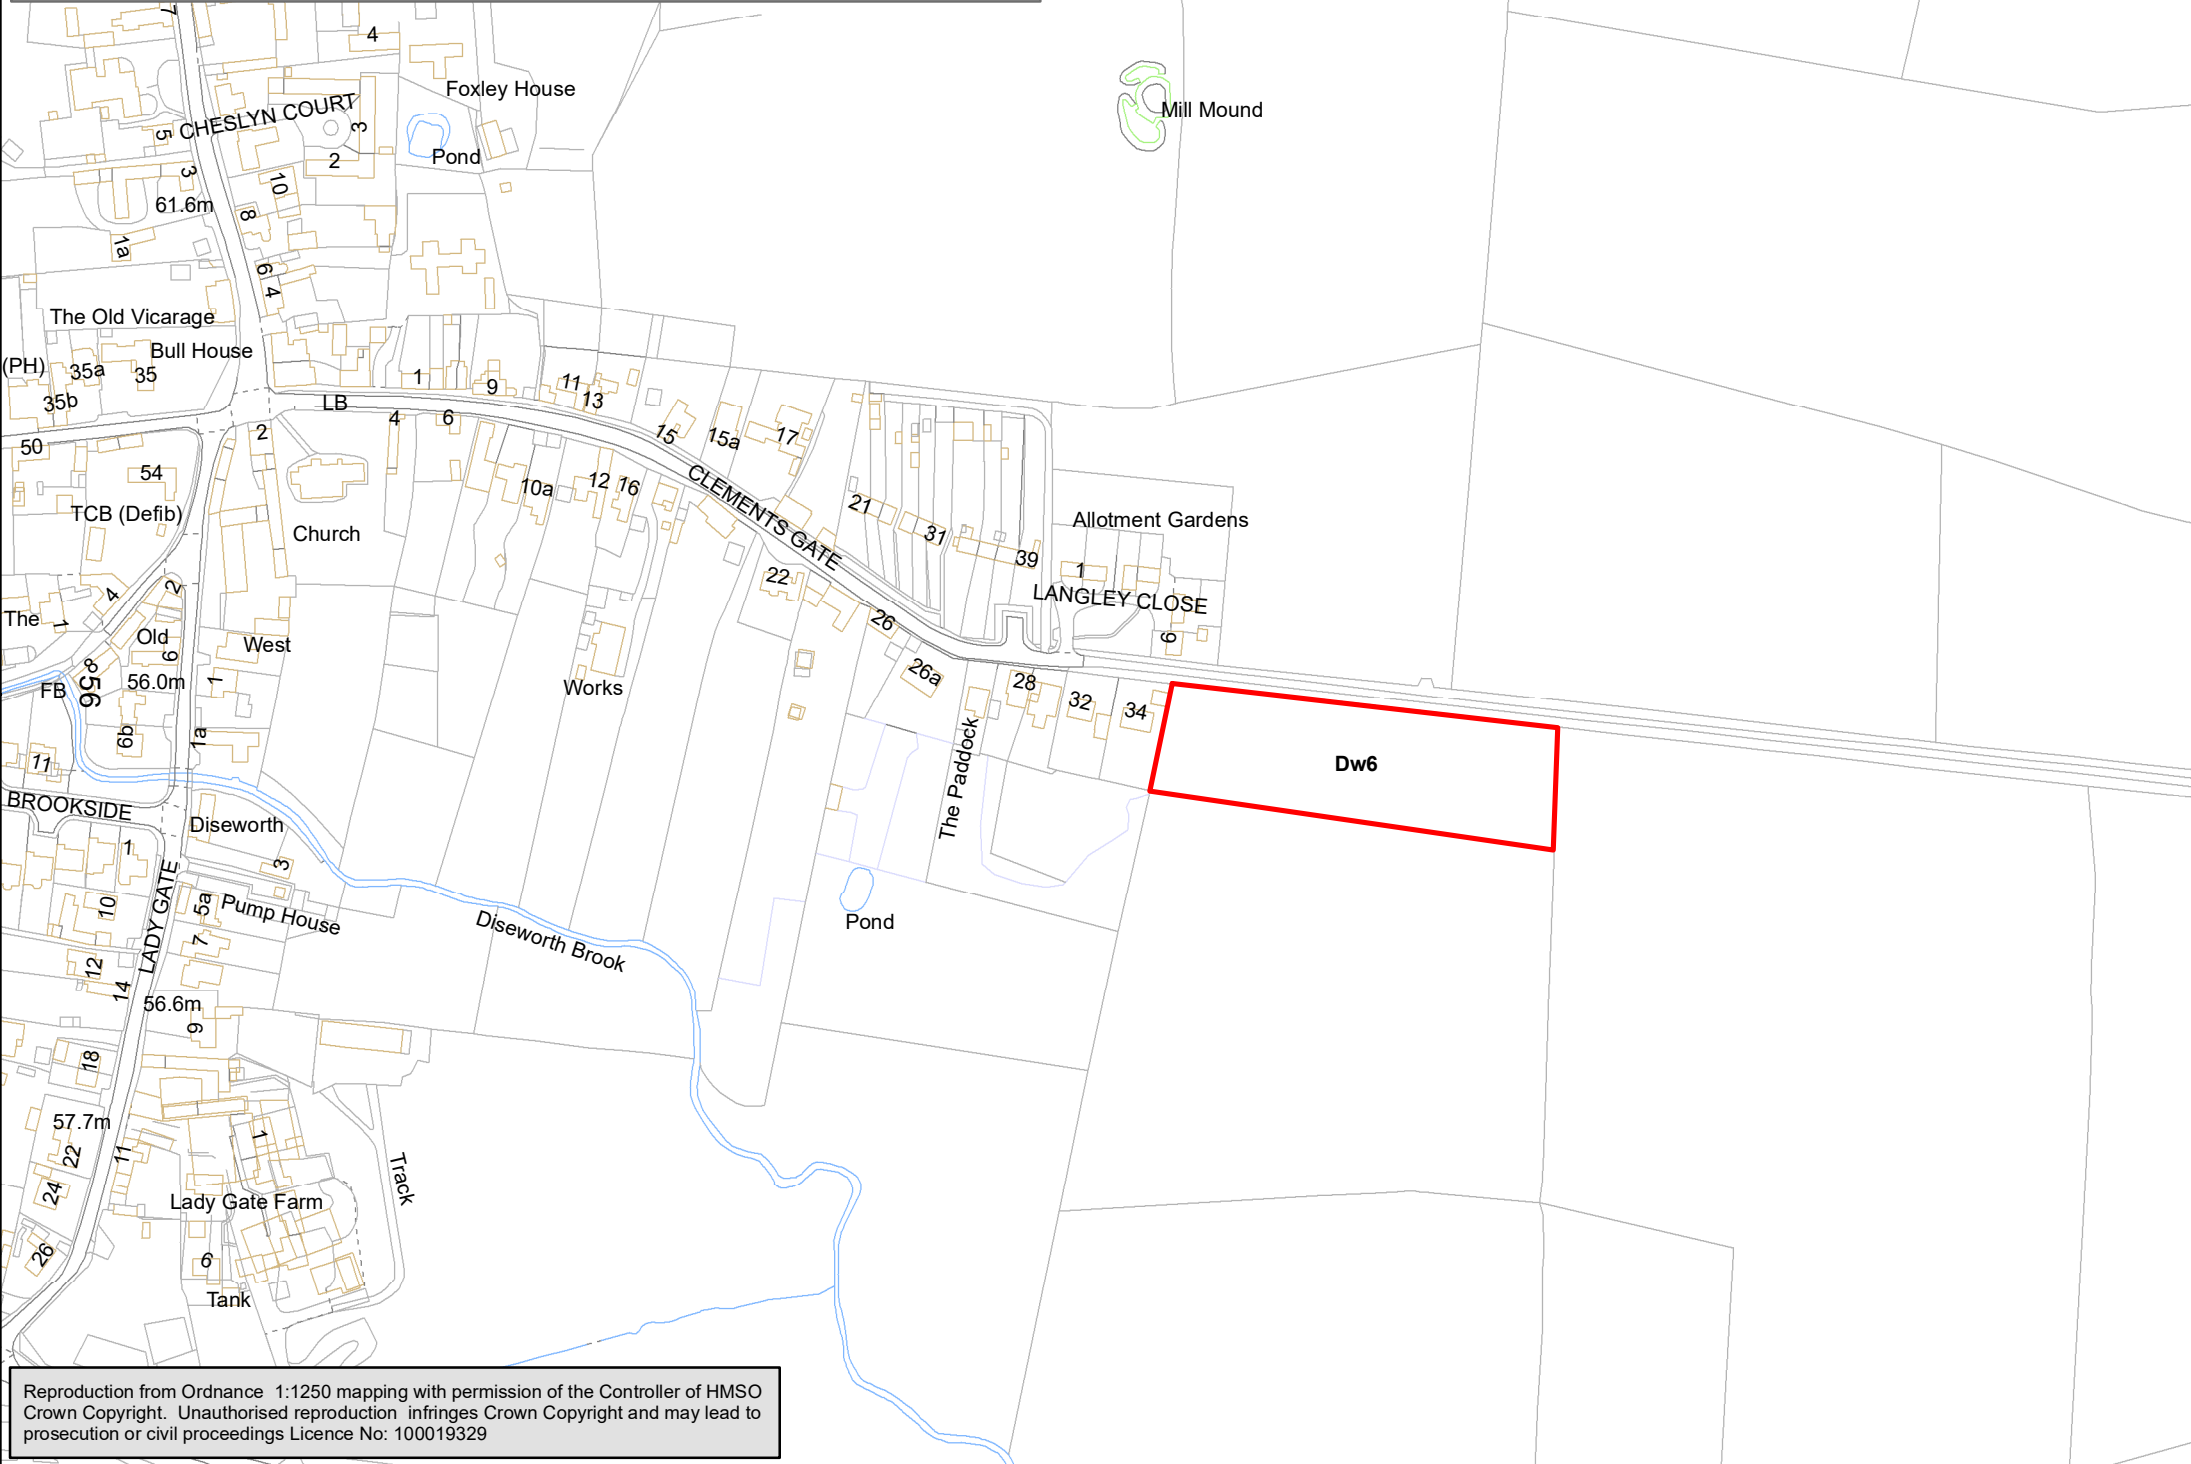 7
4
Foxley House
CHESLYN COURT
5
3
Pond
2
Mill Mound
3
10
61.6m
8
1a
6
4
The Old Vicarage
Bull House
(PH)
35a
35
35b
LB
1
9
11
13
4
6
50
2
54
15
15a
17
10a
12
16
CLEMENTS GATE
TCB (Defib)
Church
21
31
39
Allotment Gardens
1
LANGLEY CLOSE
6
22
26
26a
28
32
34
The Paddock
Dw6
4
2
The
1
Old
6
West
8
56
FB
56.0m
1
Works
6b
1a
11
BROOKSIDE
Diseworth
1
3
LADY GATE
10
5a
Pump House
7
Diseworth Brook
Pond
12
14
56.6m
9
18
57.7m
22
11
1
24
Track
Lady Gate Farm
26
6
Tank
Reproduction from Ordnance 1:1250 mapping with permission of the Controller of HMSO
Crown Copyright. Unauthorised reproduction infringes Crown Copyright and may lead to
prosecution or civil proceedings Licence No: 100019329